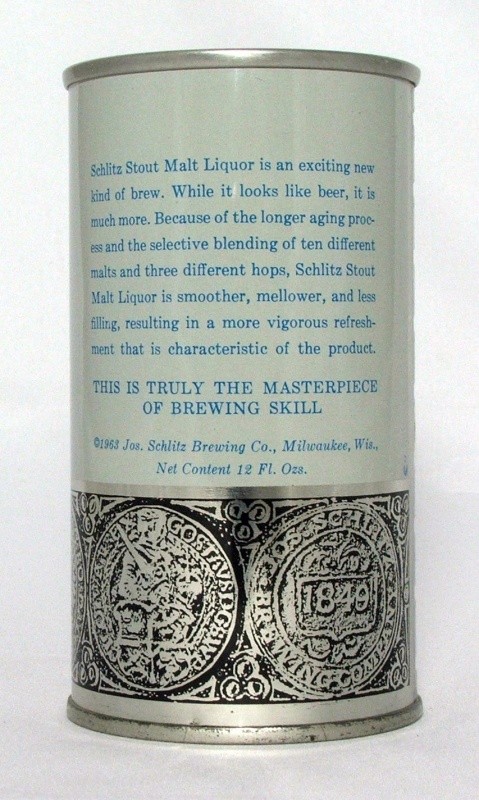 Schlitz Stout Malt Liquor is an exciting new
kind of brew. While it looks like beer, it is
much more. Because of the longer aging proc-
ess and the selective blending of ten different
malts and three different hops, Schlitz Stout
Malt Liquor is smoother, mellower, and less
filling, resulting in a more vigorous refresh-
ment that is characteristic of the product.
THIS IS TRULY THE MASTERPIECE
OF BREWING SKILL
©1963 Jos. Schlitz Brewing Co., Milwaukee, Wis.,
Net Content 12 Fl. Ozs.
JOS. SCHLITZ
BREWING COMPANY
1849